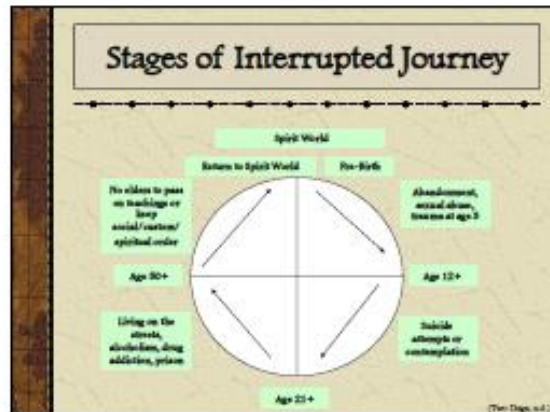 Stages of Interrupted Journey
Spirit World
Return to Spirit World
Pre-Birth
No elders to pass
on teachings or
keep
social/custom/
spiritual order
Abandonment,
sexual abuse,
trauma at age 5
Age 50+
Age 12+
Living on the
streets,
alcoholism, drug
addiction, prison
Suicide
attempts or
contemplation
Age 21+